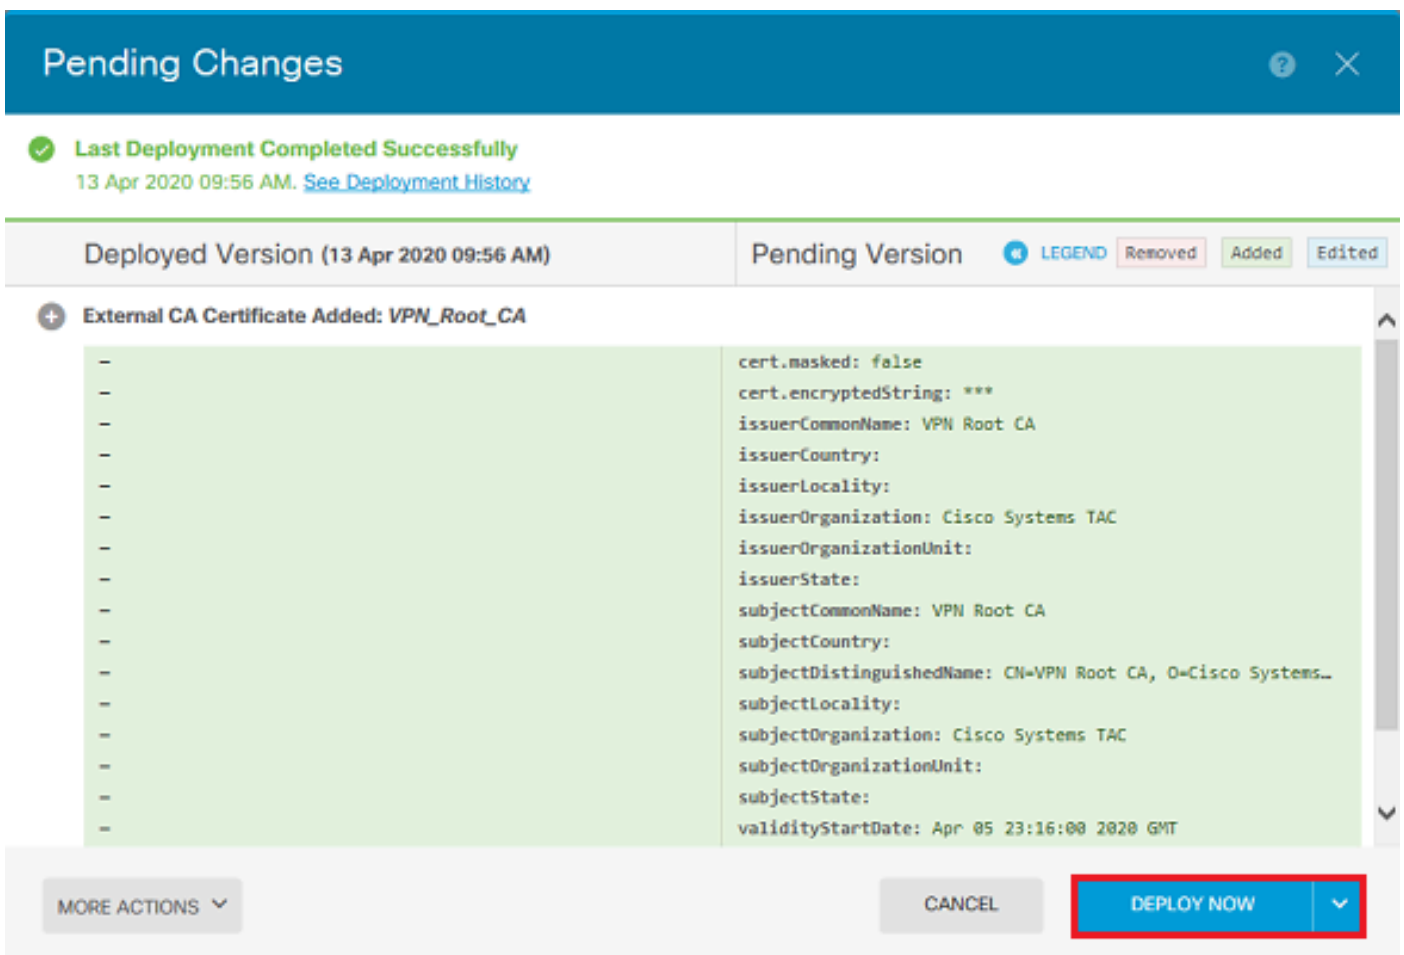 Pending Changes
Last Deployment Completed Successfully
13 Apr 2020 09:56 AM. See Deployment History
Deployed Version (13 Apr 2020 09:56 AM)
Pending Version
LEGEND Removed Added Edited
External CA Certificate Added: VPN_Root_CA
– cert.masked: false
– cert.encryptedString: ***
– issuerCommonName: VPN Root CA
– issuerCountry:
– issuerLocality:
– issuerOrganization: Cisco Systems TAC
– issuerOrganizationUnit:
– issuerState:
– subjectCommonName: VPN Root CA
– subjectCountry:
– subjectDistinguishedName: CN=VPN Root CA, O=Cisco Systems…
– subjectLocality:
– subjectOrganization: Cisco Systems TAC
– subjectOrganizationUnit:
– subjectState:
– validityStartDate: Apr 05 23:16:00 2020 GMT
MORE ACTIONS
CANCEL
DEPLOY NOW